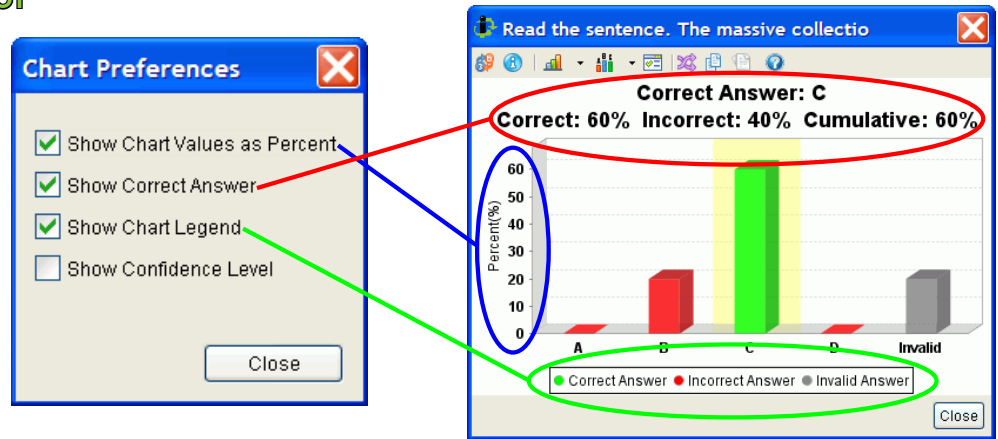 Chart Preferences
Show Chart Values as Percent
Show Correct Answer
Show Chart Legend
Show Confidence Level
Close
Read the sentence. The massive collectio
Correct Answer: C
Correct: 60% Incorrect: 40% Cumulative: 60%
Percent(%)
60
50
40
30
20
10
0
A B C D Invalid
Correct Answer Incorrect Answer Invalid Answer
Close